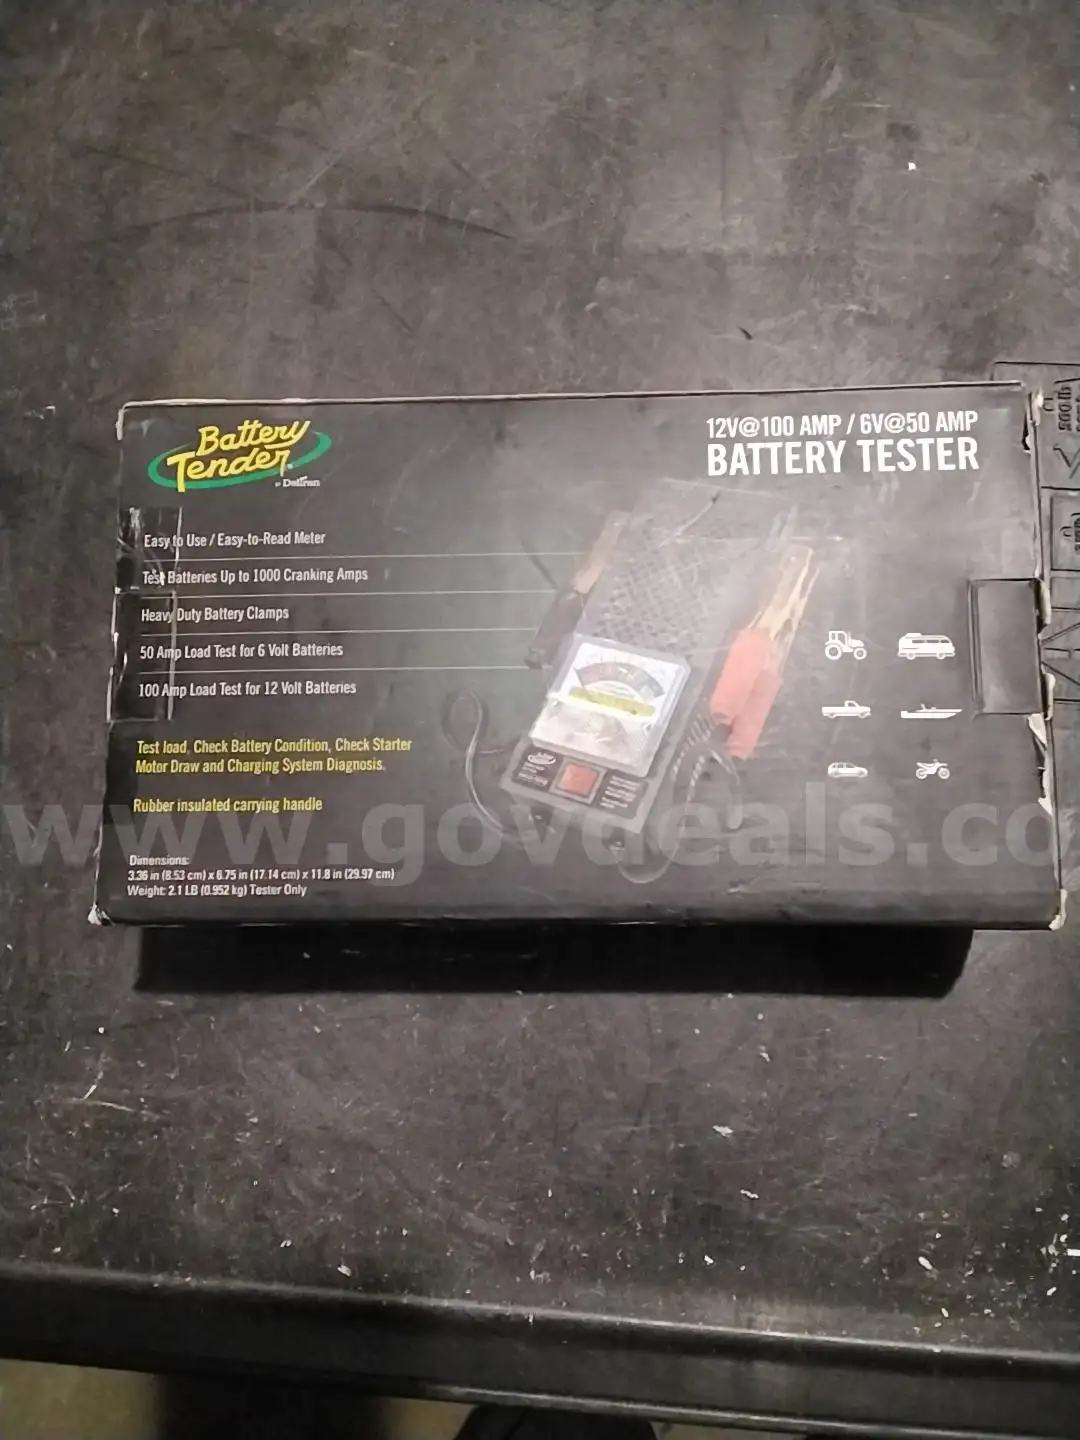 Battery
Tender
by Deltran
12V@100 AMP / 6V@50 AMP
BATTERY TESTER
Easy to Use / Easy-to-Read Meter
Test Batteries Up to 1000 Cranking Amps
Heavy Duty Battery Clamps
50 Amp Load Test for 6 Volt Batteries
100 Amp Load Test for 12 Volt Batteries
Test load, Check Battery Condition, Check Starter
Motor Draw and Charging System Diagnosis.
Rubber insulated carrying handle
www.govdeals.co
Dimensions:
3.36 in (8.53 cm) x 6.75 in (17.14 cm) x 11.8 in (29.97 cm)
Weight: 2.1 LB (0.952 kg) Tester Only